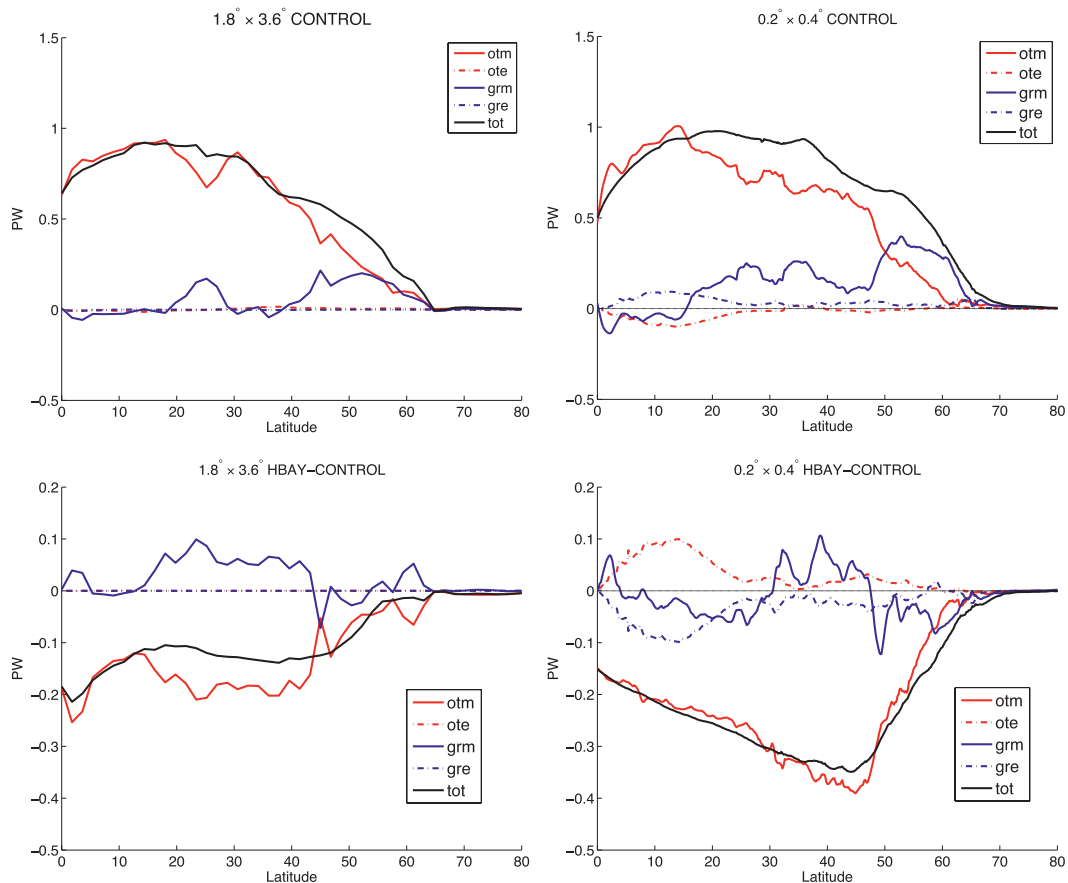 1.8° × 3.6° CONTROL
1.5
1
0.5
0
−0.5
PW
0 10 20 30 40 50 60 70 80
Latitude
otm
ote
grm
gre
tot
0.2° × 0.4° CONTROL
1.5
1.0
0.5
0
−0.5
PW
0 10 20 30 40 50 60 70 80
Latitude
otm
ote
grm
gre
tot
1.8° × 3.6° HBAY−CONTROL
0.2
0.1
0
−0.1
−0.2
−0.3
−0.4
−0.5
PW
0 10 20 30 40 50 60 70 80
Latitude
otm
ote
grm
gre
tot
0.2° × 0.4° HBAY−CONTROL
0.2
0.1
0
−0.1
−0.2
−0.3
−0.4
−0.5
PW
0 10 20 30 40 50 60 70 80
Latitude
otm
ote
grm
gre
tot